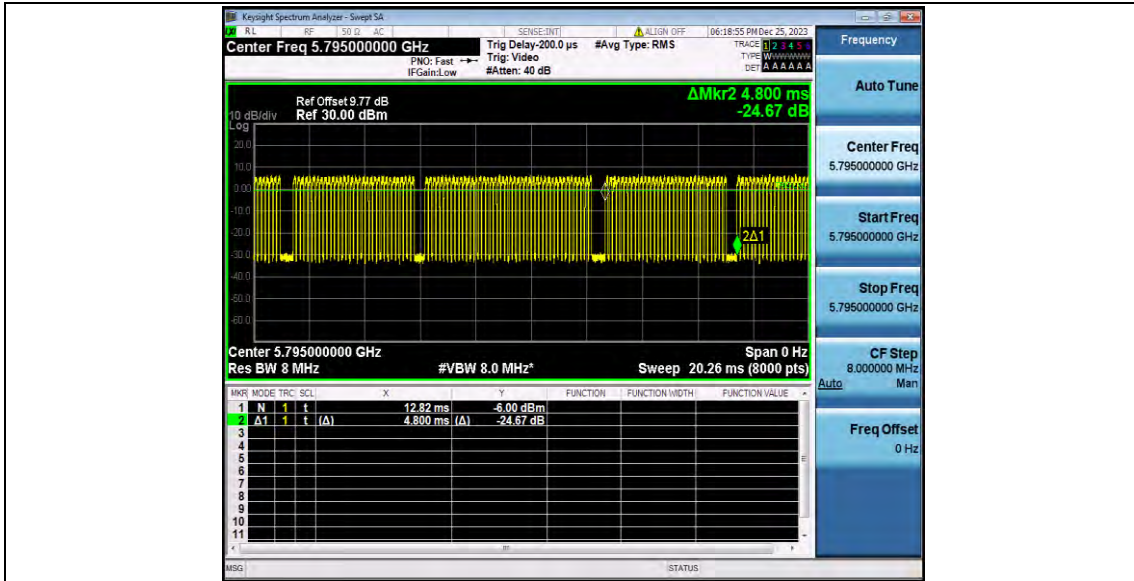 Keysight Spectrum Analyzer - Swept SA
RL RF 50 Ω AC SENSE:INT ALIGN OFF 06:18:55 PM Dec 25, 2023
Center Freq 5.795000000 GHz
PNO: Fast
IFGain:Low
Trig Delay-200.0 µs
Trig: Video
#Atten: 40 dB
#Avg Type: RMS
TRACE 1 2 3 4 5 6
TYPE
DET A A A A A A
Frequency
Auto Tune
Center Freq
5.795000000 GHz
Start Freq
5.795000000 GHz
Stop Freq
5.795000000 GHz
CF Step
8.000000 MHz
Auto Man
Freq Offset
0 Hz
ΔMkr2 4.800 ms
-24.67 dB
Ref Offset 9.77 dB
10 dB/div Ref 30.00 dBm
Log
20.0
10.0
0.00
-10.0
-20.0
-30.0
-40.0
-50.0
-60.0
2Δ1
Center 5.795000000 GHz Span 0 Hz
Res BW 8 MHz #VBW 8.0 MHz* Sweep 20.26 ms (8000 pts)
MKR MODE TRC SCL X Y FUNCTION FUNCTION WIDTH FUNCTION VALUE
1 N 1 t 12.82 ms -6.00 dBm
2 Δ1 1 t (Δ) 4.800 ms (Δ) -24.67 dB
3
4
5
6
7
8
9
10
11
MSG STATUS